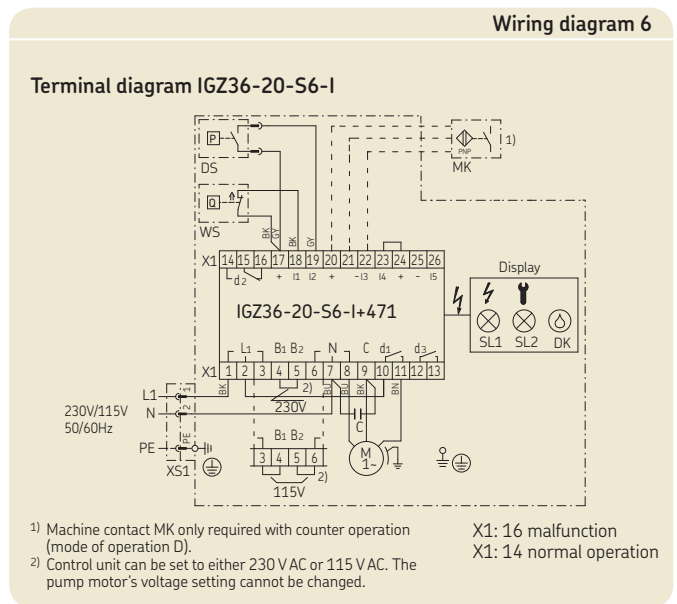 Wiring diagram 6
Terminal diagram IGZ36-20-S6-I
P
DS
PNP
1)
MK
Q
WS
BK
GY
BK
GY
X1 14 15 16 17 18 19 20 21 22 23 24 25 26
d2 + I1 I2 + - I3 I4 + - I5
IGZ36-20-S6-I+471
Display
SL1 SL2 DK
L1 B1 B2 N C d1 d3
X1 1 2 3 4 5 6 7 8 9 10 11 12 13
BK BU BU BK BN
2)
230V
L1 1
N 2
230V/115V
50/60Hz
PE PE
XS1
C
B1 B2
3 4 5 6
2)
115V
M
1~
1) Machine contact MK only required with counter operation
(mode of operation D).
2) Control unit can be set to either 230 V AC or 115 V AC. The
pump motor's voltage setting cannot be changed.
X1: 16 malfunction
X1: 14 normal operation